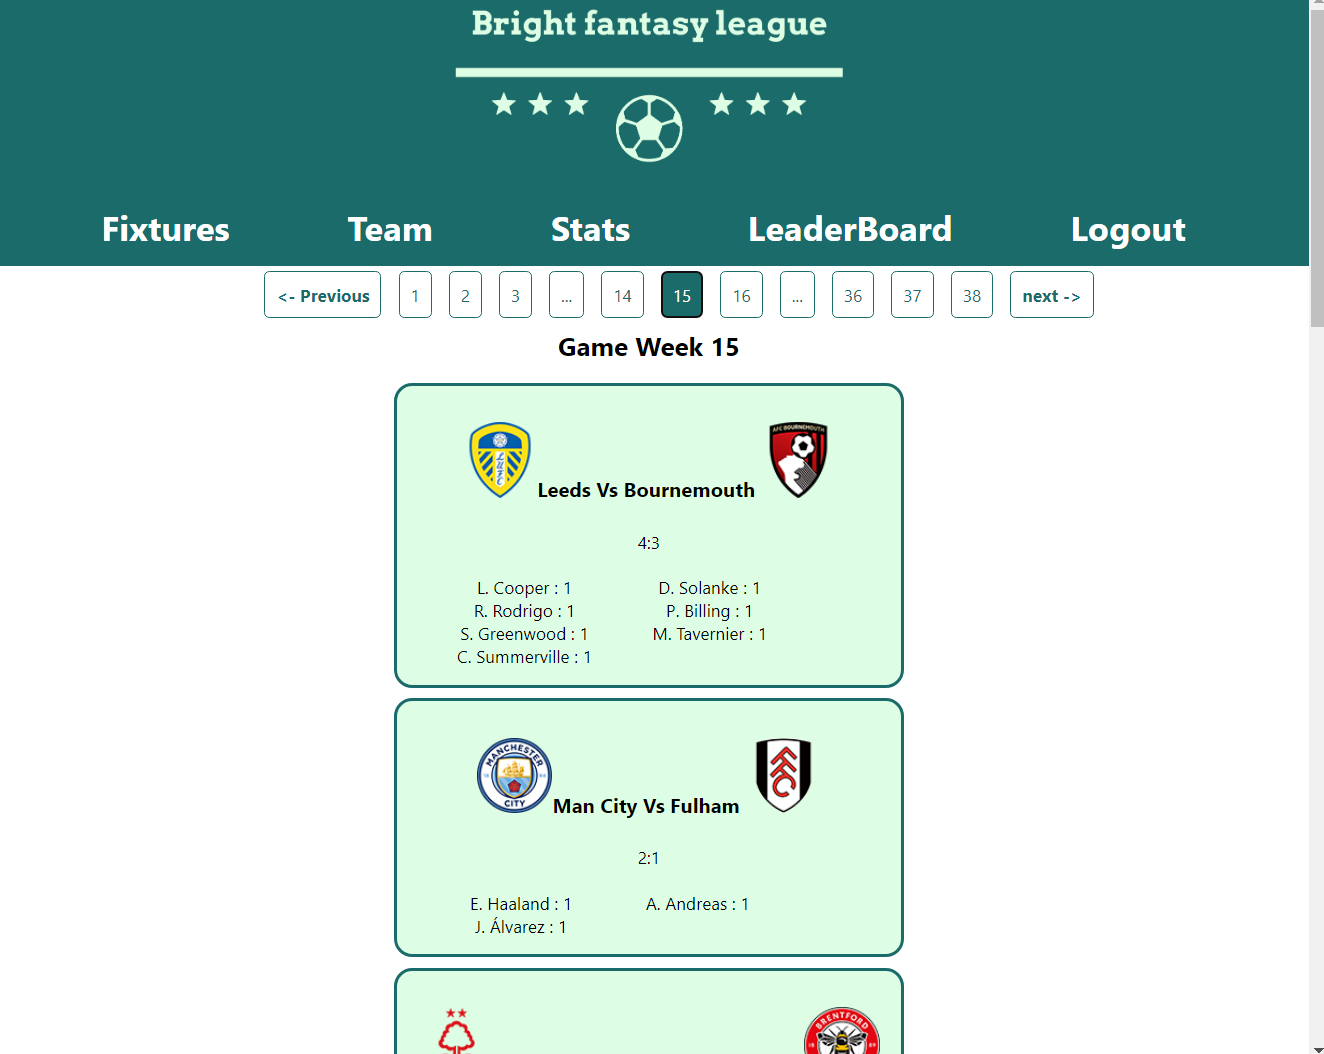 Bright fantasy league
Fixtures Team Stats LeaderBoard Logout
<- Previous 1 2 3 ... 14 15 16 ... 36 37 38 next ->
Game Week 15
AFC BOURNEMOUTH
LUFC
Leeds Vs Bournemouth
4:3
L. Cooper : 1 D. Solanke : 1
R. Rodrigo : 1 P. Billing : 1
S. Greenwood : 1 M. Tavernier : 1
C. Summerville : 1
MANCHESTER
CITY
FFC
Man City Vs Fulham
2:1
E. Haaland : 1 A. Andreas : 1
J. Álvarez : 1
BRENTFORD